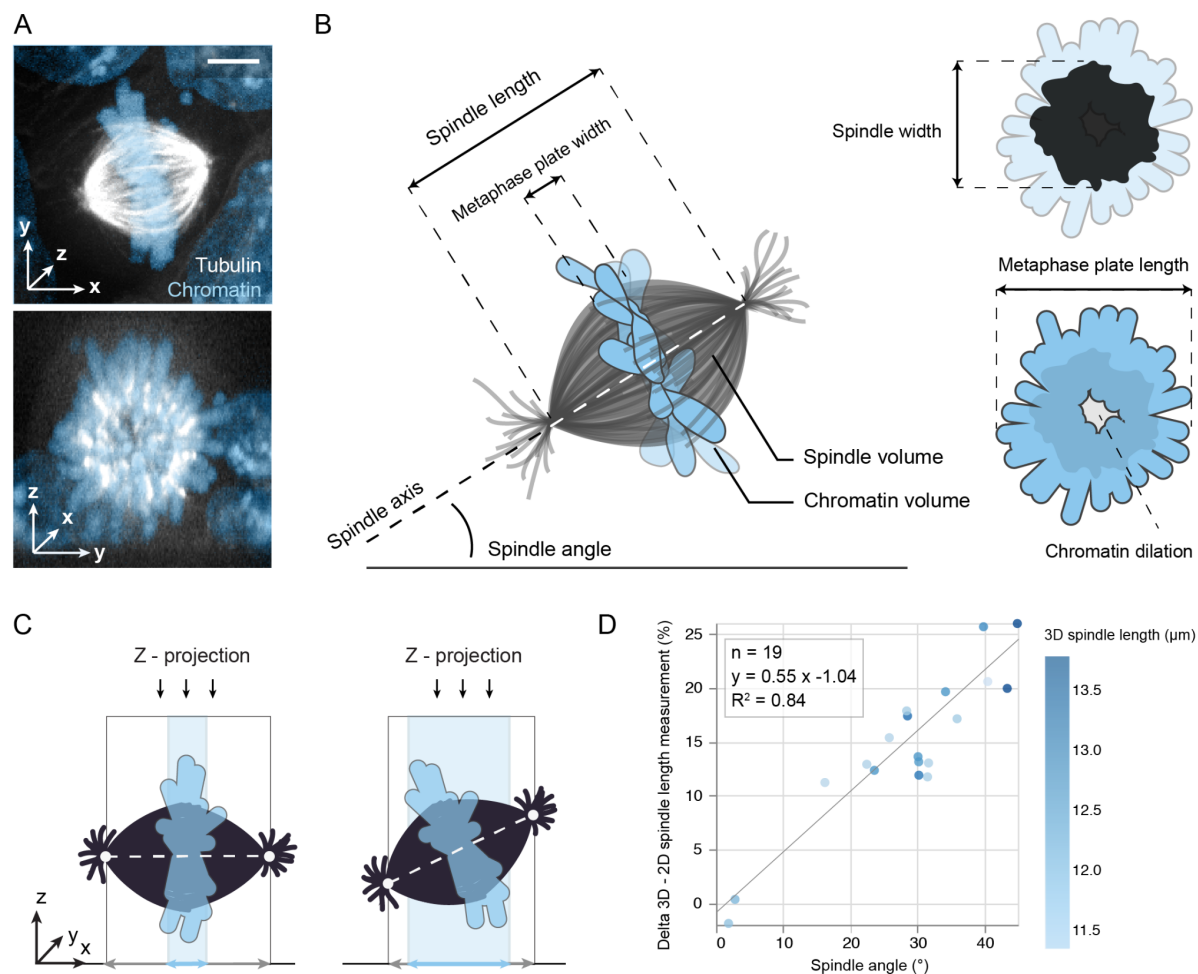 A
y
z
x
Tubulin
Chromatin
z
x
y
B
Spindle length
Metaphase plate width
Spindle volume
Chromatin volume
Spindle axis
Spindle angle
Spindle width
Metaphase plate length
Chromatin dilation
C
Z - projection
Z - projection
z
y
x
D
Delta 3D - 2D spindle length measurement (%)
26
20
15
10
5
0
n = 19
y = 0.55 x -1.04
R² = 0.84
0
10
20
30
40
Spindle angle (°)
3D spindle length (µm)
13.5
13.0
12.5
12.0
11.5